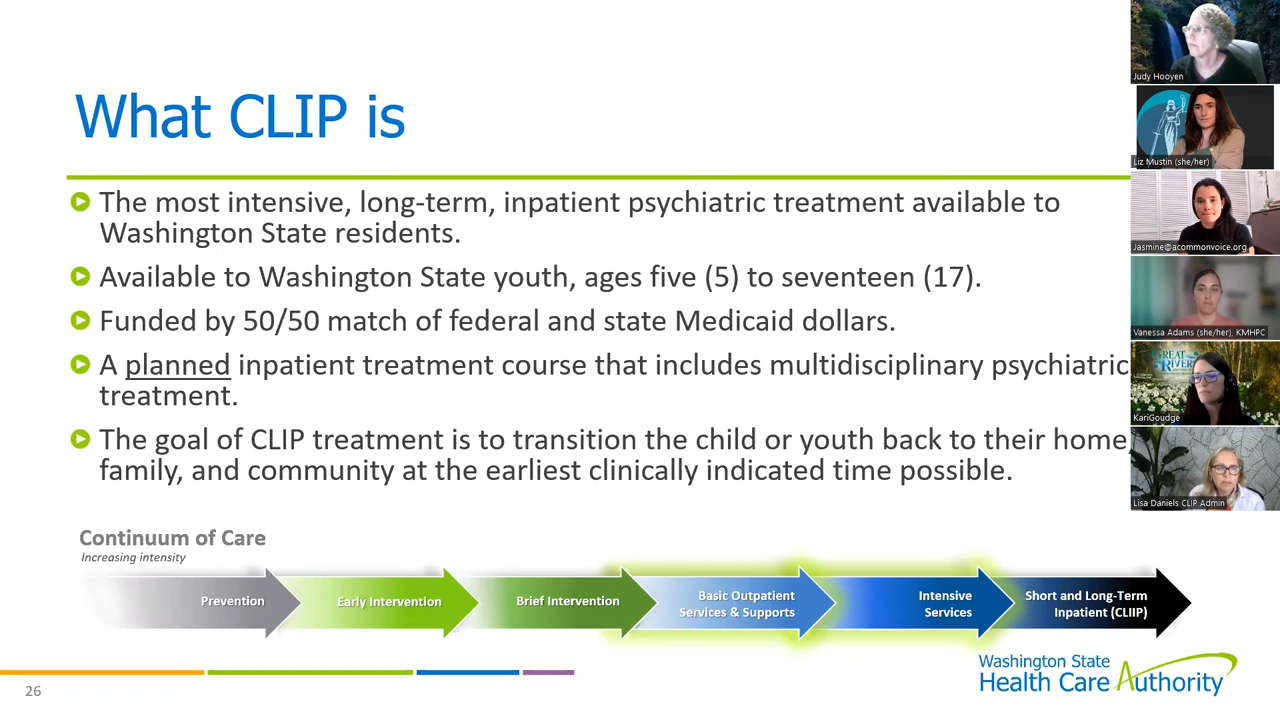 What CLIP is
The most intensive, long-term, inpatient psychiatric treatment available to
Washington State residents.
Available to Washington State youth, ages five (5) to seventeen (17).
Funded by 50/50 match of federal and state Medicaid dollars.
A planned inpatient treatment course that includes multidisciplinary psychiatric
treatment.
The goal of CLIP treatment is to transition the child or youth back to their home,
family, and community at the earliest clinically indicated time possible.
Continuum of Care
Increasing intensity
Prevention
Early Intervention
Brief Intervention
Basic Outpatient
Services & Supports
Intensive
Services
Short and Long-Term
Inpatient (CLIIP)
26
Washington State
Health Care Authority
Judy Hooyen
Liz Mustin (she/her)
Jasmine@acommonvoice.org
Vanessa Adams (she/her), KMHPC
GREAT
RIVERS
KariGoudge
Lisa Daniels CLIP Admin